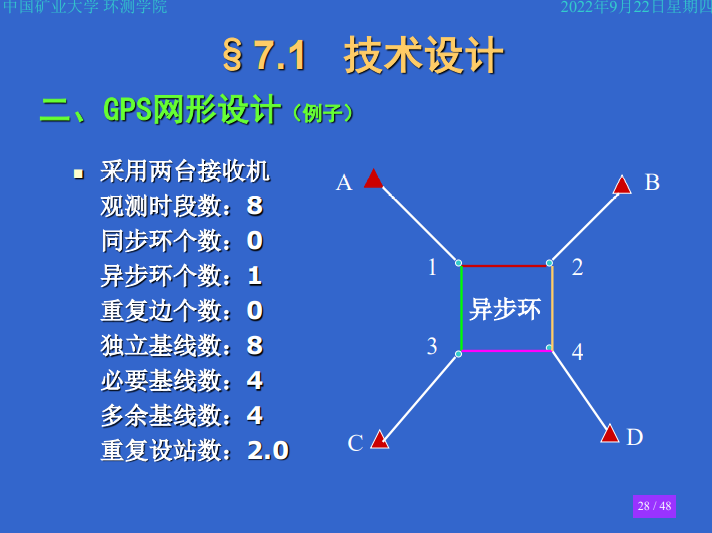 中国矿业大学 环测学院
2022年9月22日星期四
§7.1 技术设计
二、GPS网形设计（例子）
采用两台接收机
观测时段数：8
同步环个数：0
异步环个数：1
重复边个数：0
独立基线数：8
必要基线数：4
多余基线数：4
重复设站数：2.0
A
B
1
2
异步环
3
4
C
D
28 / 48